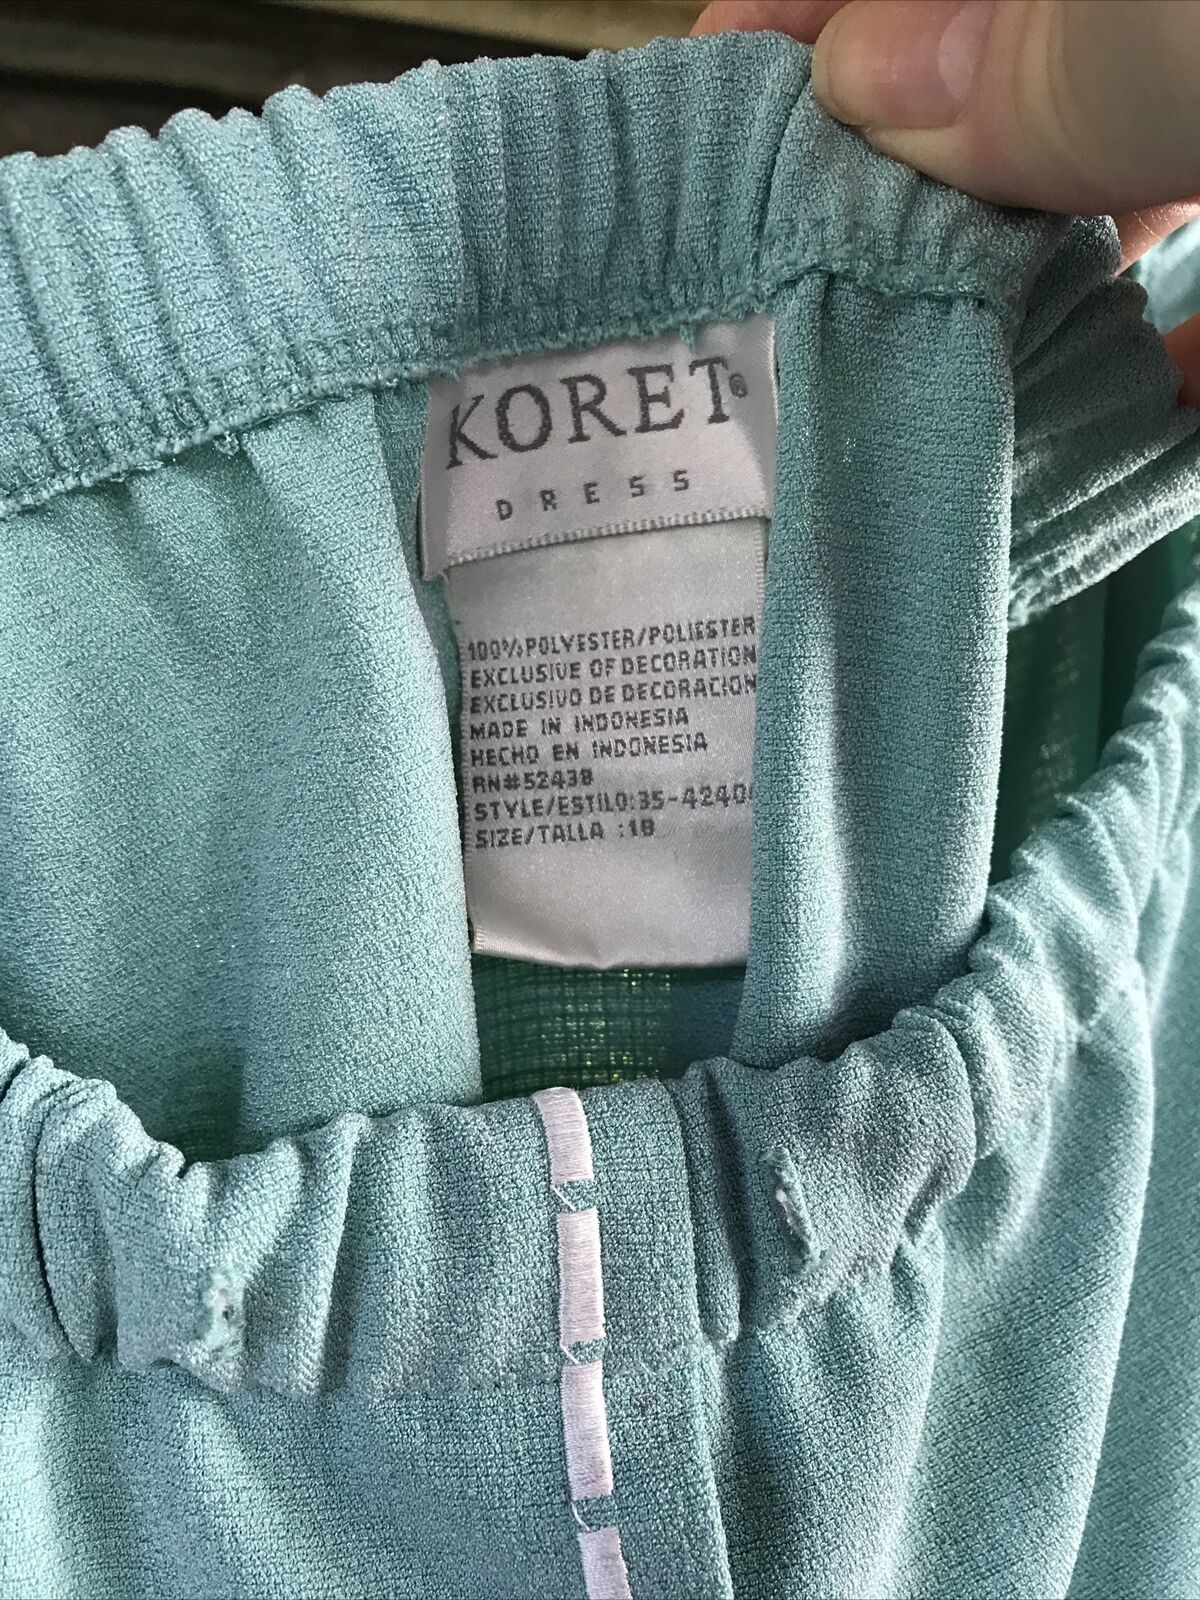 KORET®
DRESS
100%POLYESTER/POLIESTER
EXCLUSIVE OF DECORATION
EXCLUSIVO DE DECORACION
MADE IN INDONESIA
HECHO EN INDONESIA
RN#52438
STYLE/ESTILO:35-4240
SIZE/TALLA :18